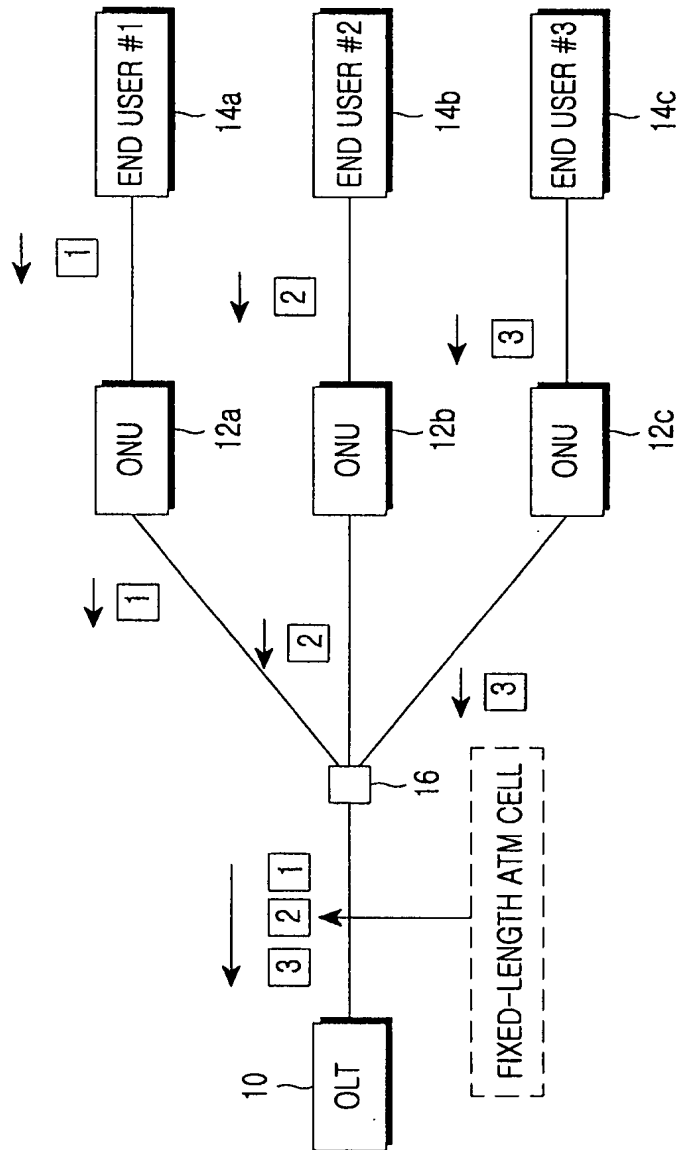 END USER #1
14a
1
ONU
12a
1
END USER #2
14b
2
ONU
12b
2
END USER #3
14c
3
ONU
12c
3
16
1
2
3
FIXED-LENGTH ATM CELL
10
OLT